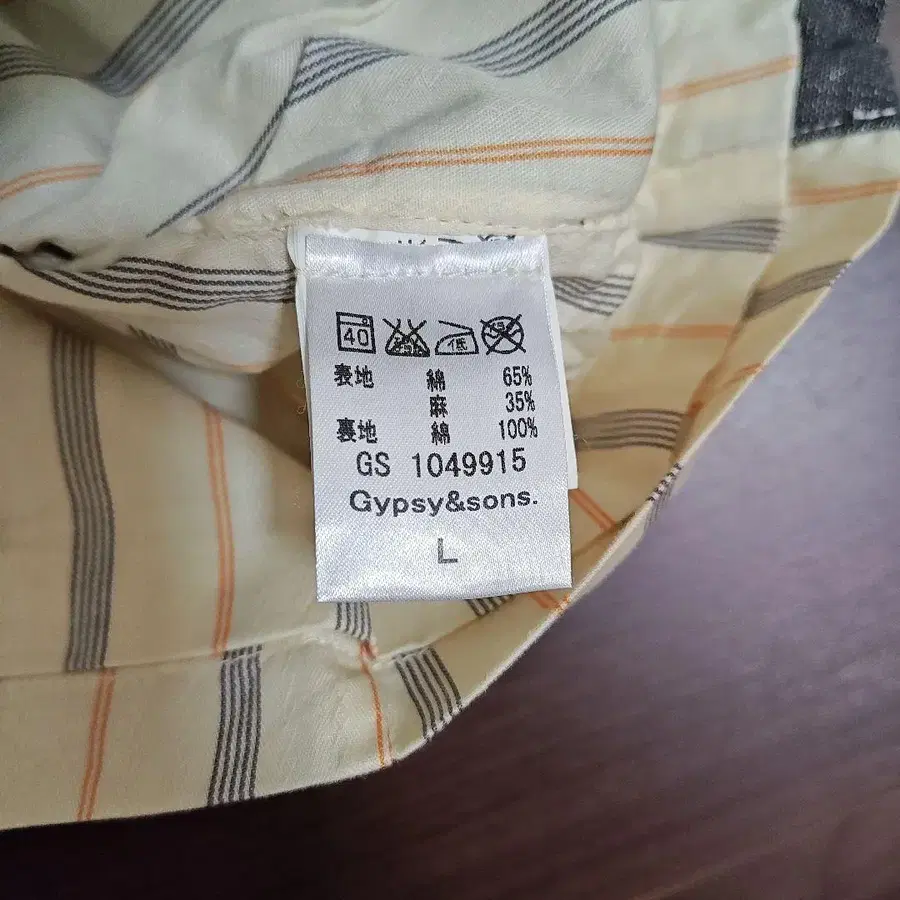 40 低
表地 綿 65%
麻 35%
裏地 綿 100%
GS 1049915
Gypsy&sons.
L